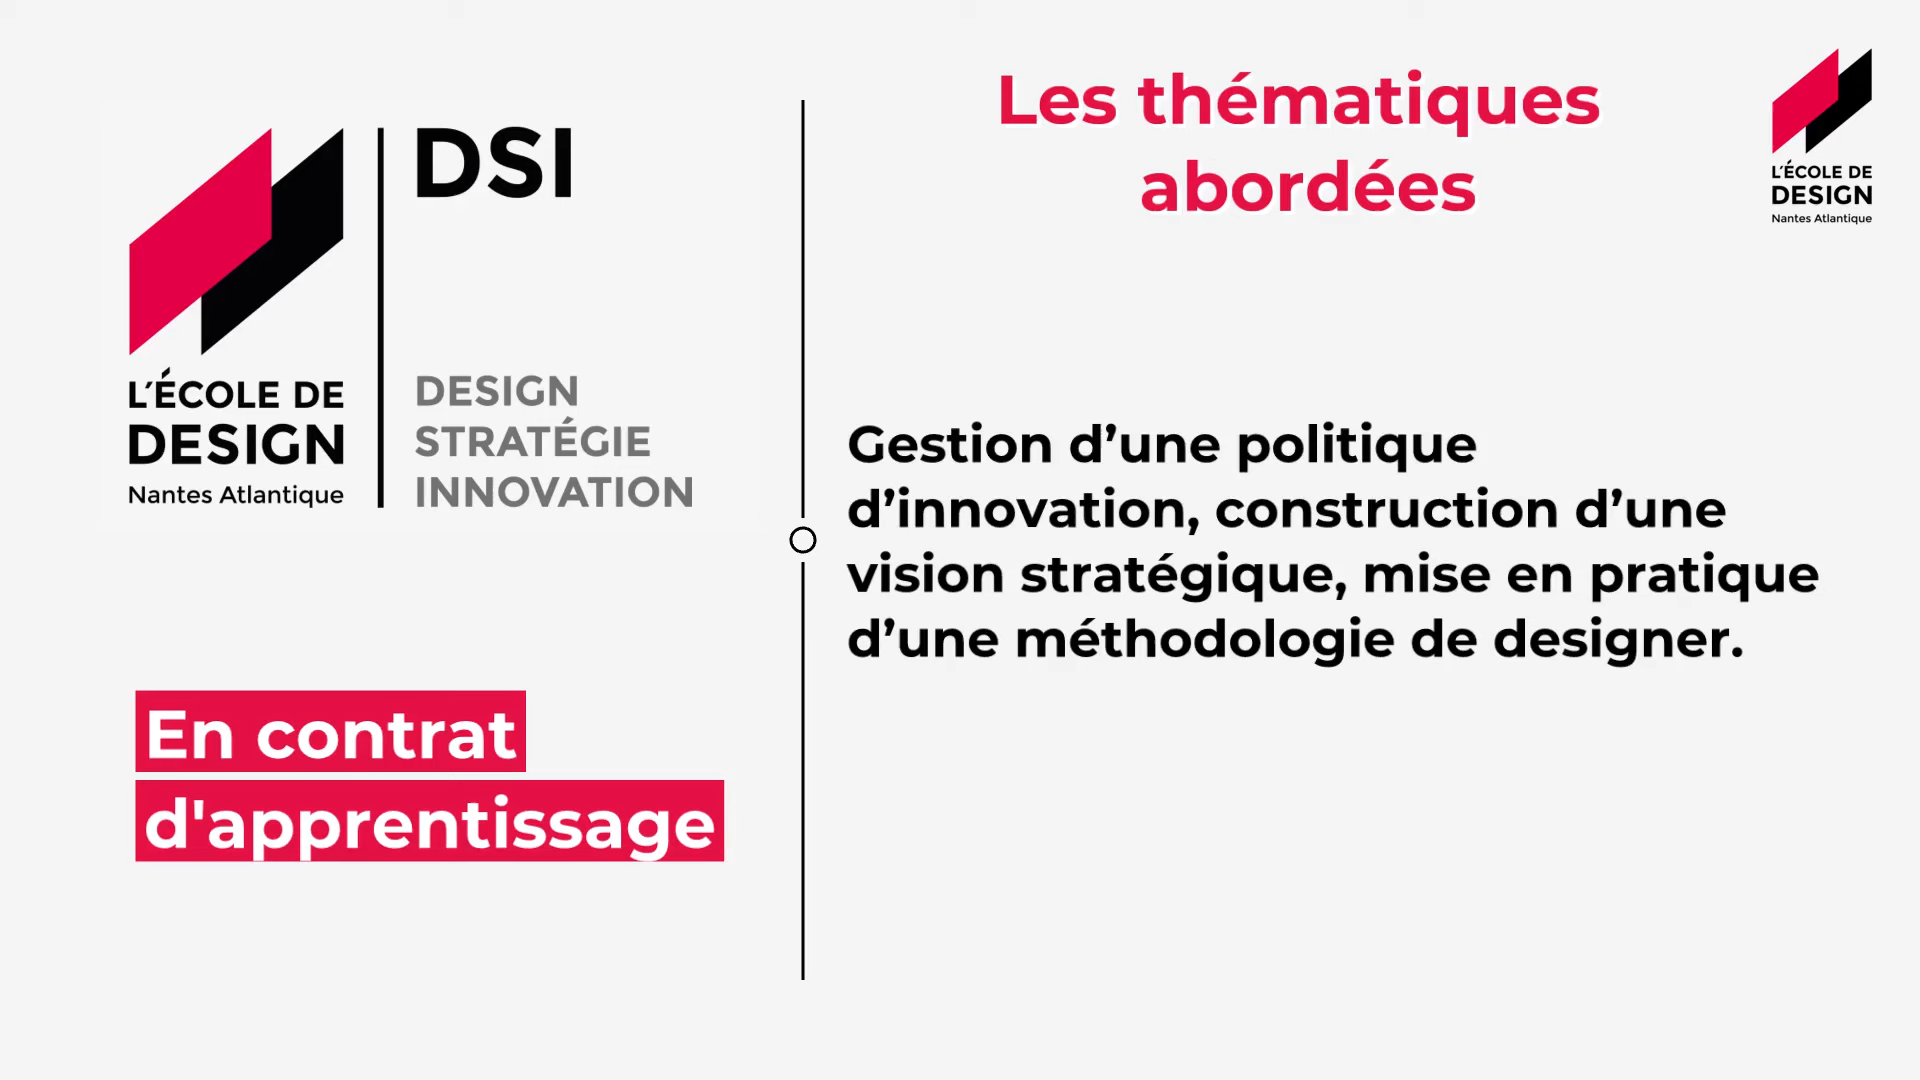 DSI
L'ÉCOLE DE
DESIGN
Nantes Atlantique
DESIGN
STRATÉGIE
INNOVATION
En contrat
d'apprentissage
Les thématiques
abordées
Gestion d’une politique
d’innovation, construction d’une
vision stratégique, mise en pratique
d’une méthodologie de designer.
L'ÉCOLE DE
DESIGN
Nantes Atlantique